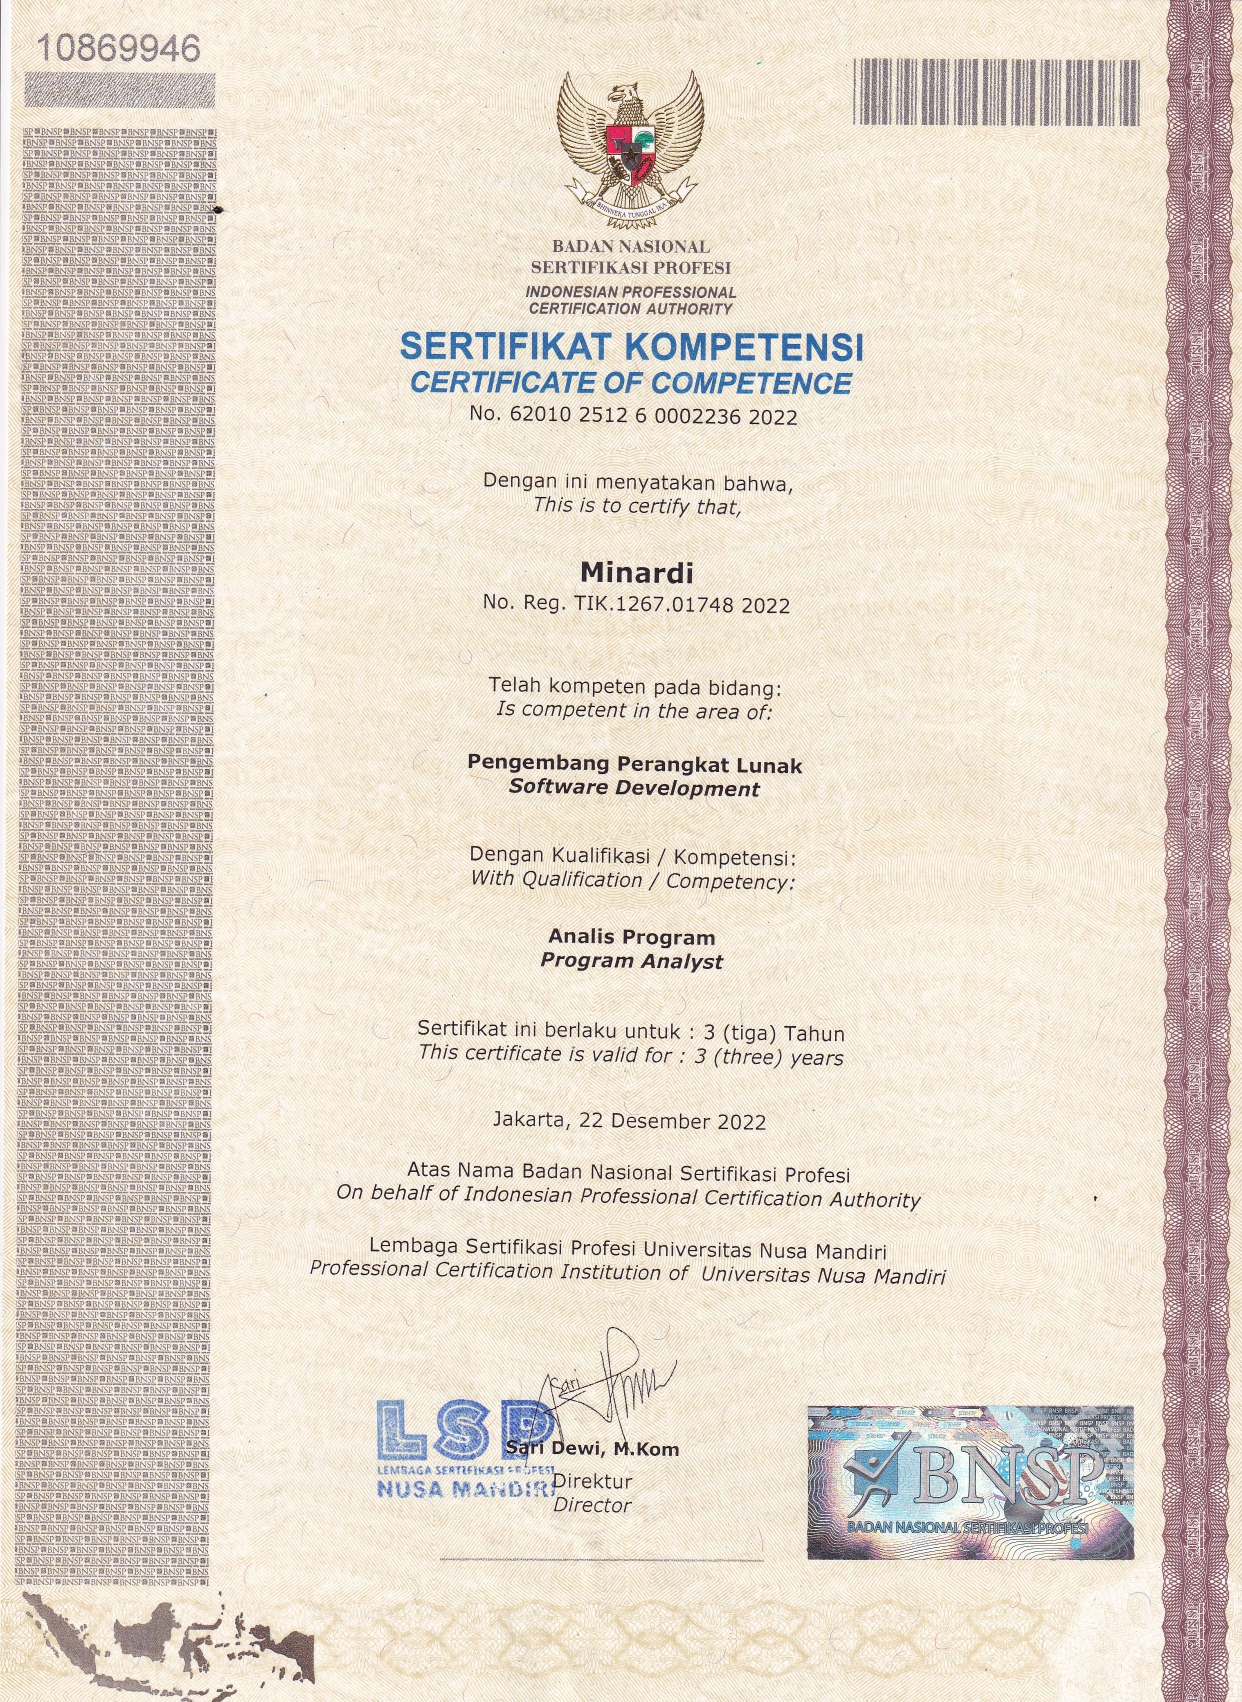 10869946
BHINNEKA TUNGGAL IKA
BADAN NASIONAL
SERTIFIKASI PROFESI
INDONESIAN PROFESSIONAL
CERTIFICATION AUTHORITY
SERTIFIKAT KOMPETENSI
CERTIFICATE OF COMPETENCE
No. 62010 2512 6 0002236 2022
Dengan ini menyatakan bahwa,
This is to certify that,
Minardi
No. Reg. TIK.1267.01748 2022
Telah kompeten pada bidang:
Is competent in the area of:
Pengembang Perangkat Lunak
Software Development
Dengan Kualifikasi / Kompetensi:
With Qualification / Competency:
Analis Program
Program Analyst
Sertifikat ini berlaku untuk : 3 (tiga) Tahun
This certificate is valid for : 3 (three) years
Jakarta, 22 Desember 2022
Atas Nama Badan Nasional Sertifikasi Profesi
On behalf of Indonesian Professional Certification Authority
Lembaga Sertifikasi Profesi Universitas Nusa Mandiri
Professional Certification Institution of Universitas Nusa Mandiri
Sari
LSP
LEMBAGA SERTIFIKASI PROFESI
NUSA MANDIRI
Sari Dewi, M.Kom
Direktur
Director
BNSP
BADAN NASIONAL SERTIFIKASI PROFESI